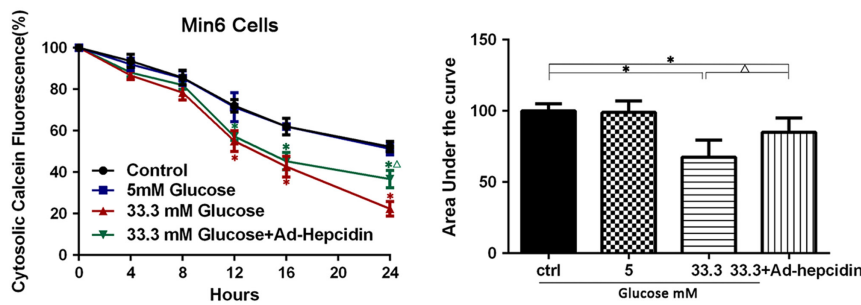 Min6 Cells
Cytosolic Calcein Fluorescence(%)
100
80
60
40
20
0
Control
5mM Glucose
33.3 mM Glucose
33.3 mM Glucose+Ad-Hepcidin
*
*
*
*
*△
*
0 4 8 12 16 20 24
Hours
Area Under the curve
150
100
50
0
*
* △
ctrl 5 33.3 33.3+Ad-hepcidin
Glucose mM